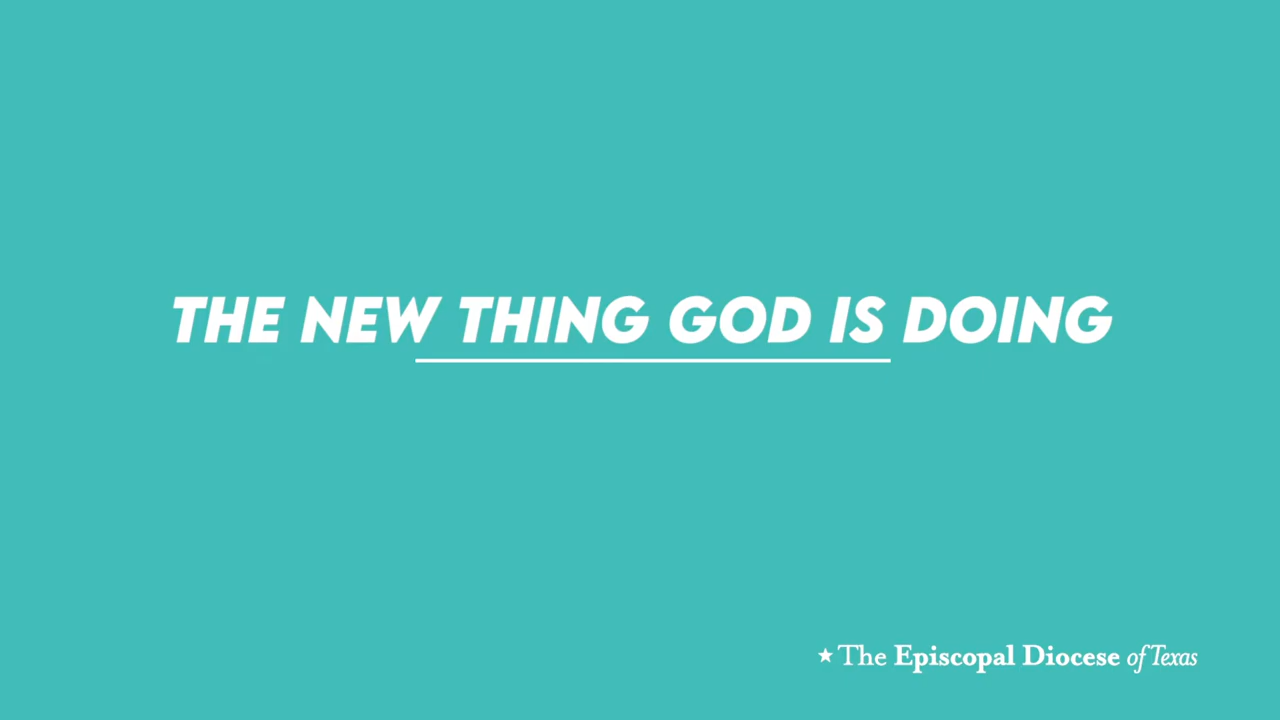 THE NEW THING GOD IS DOING
The Episcopal Diocese of Texas